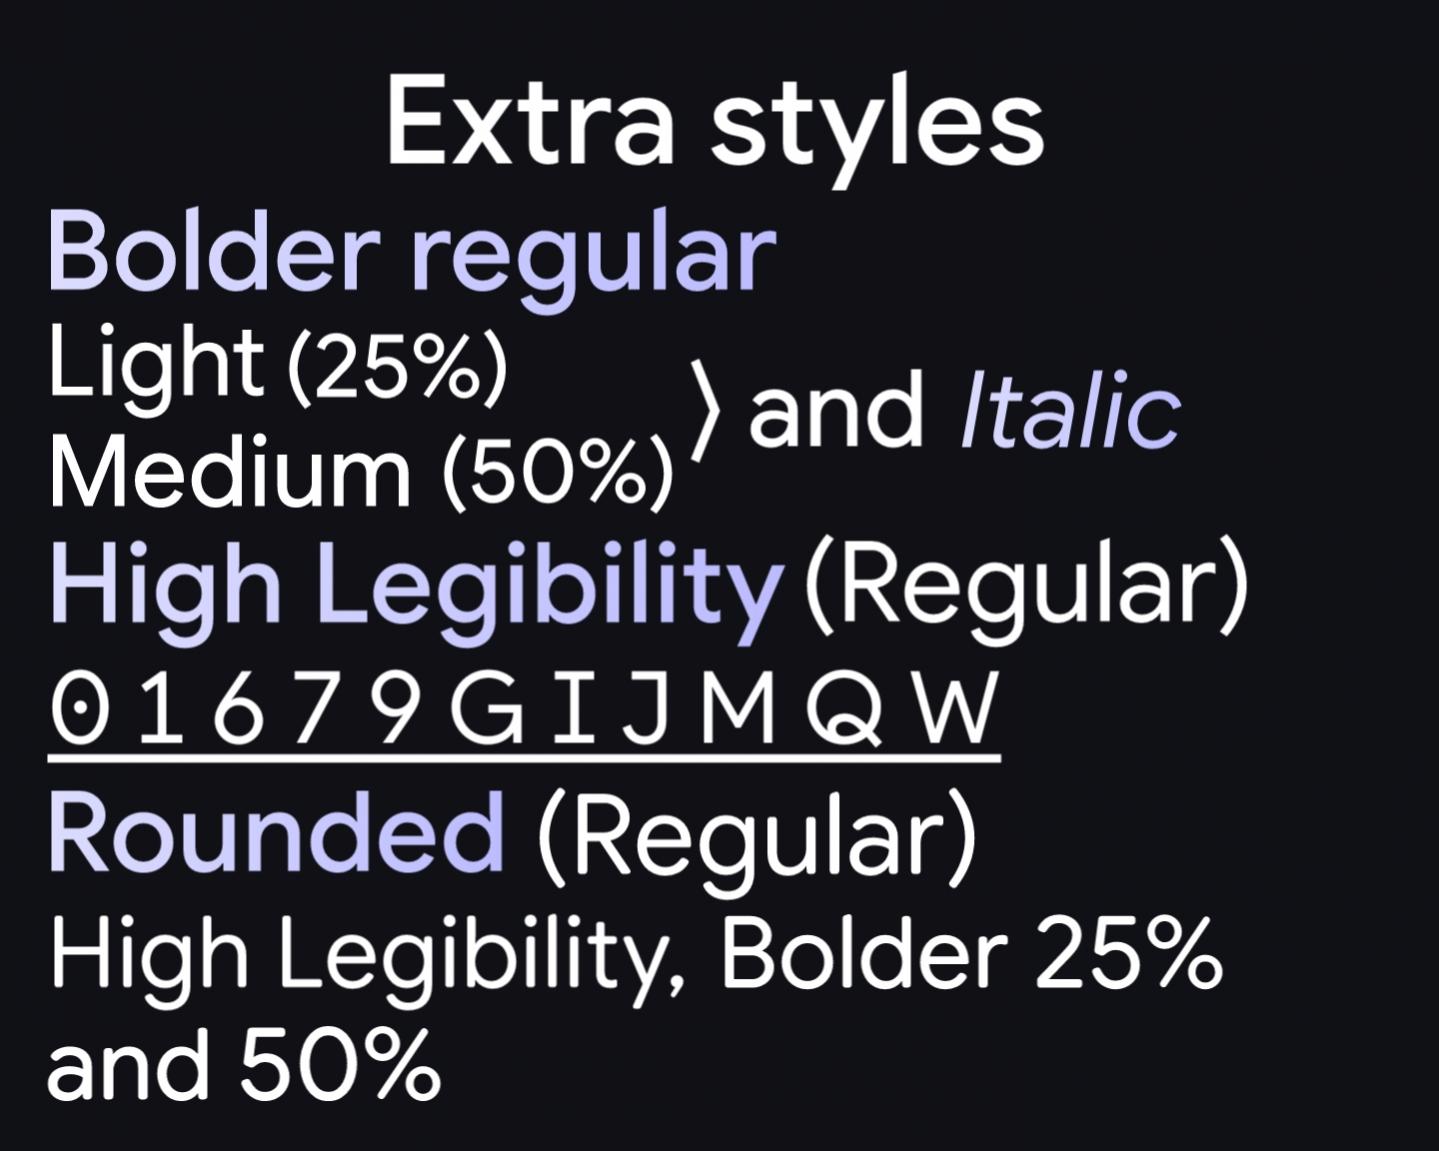 Extra styles
Bolder regular
Light (25%)
Medium (50%)
⟩ and Italic
High Legibility (Regular)
0 1 6 7 9 G I J M Q W
Rounded (Regular)
High Legibility, Bolder 25%
and 50%